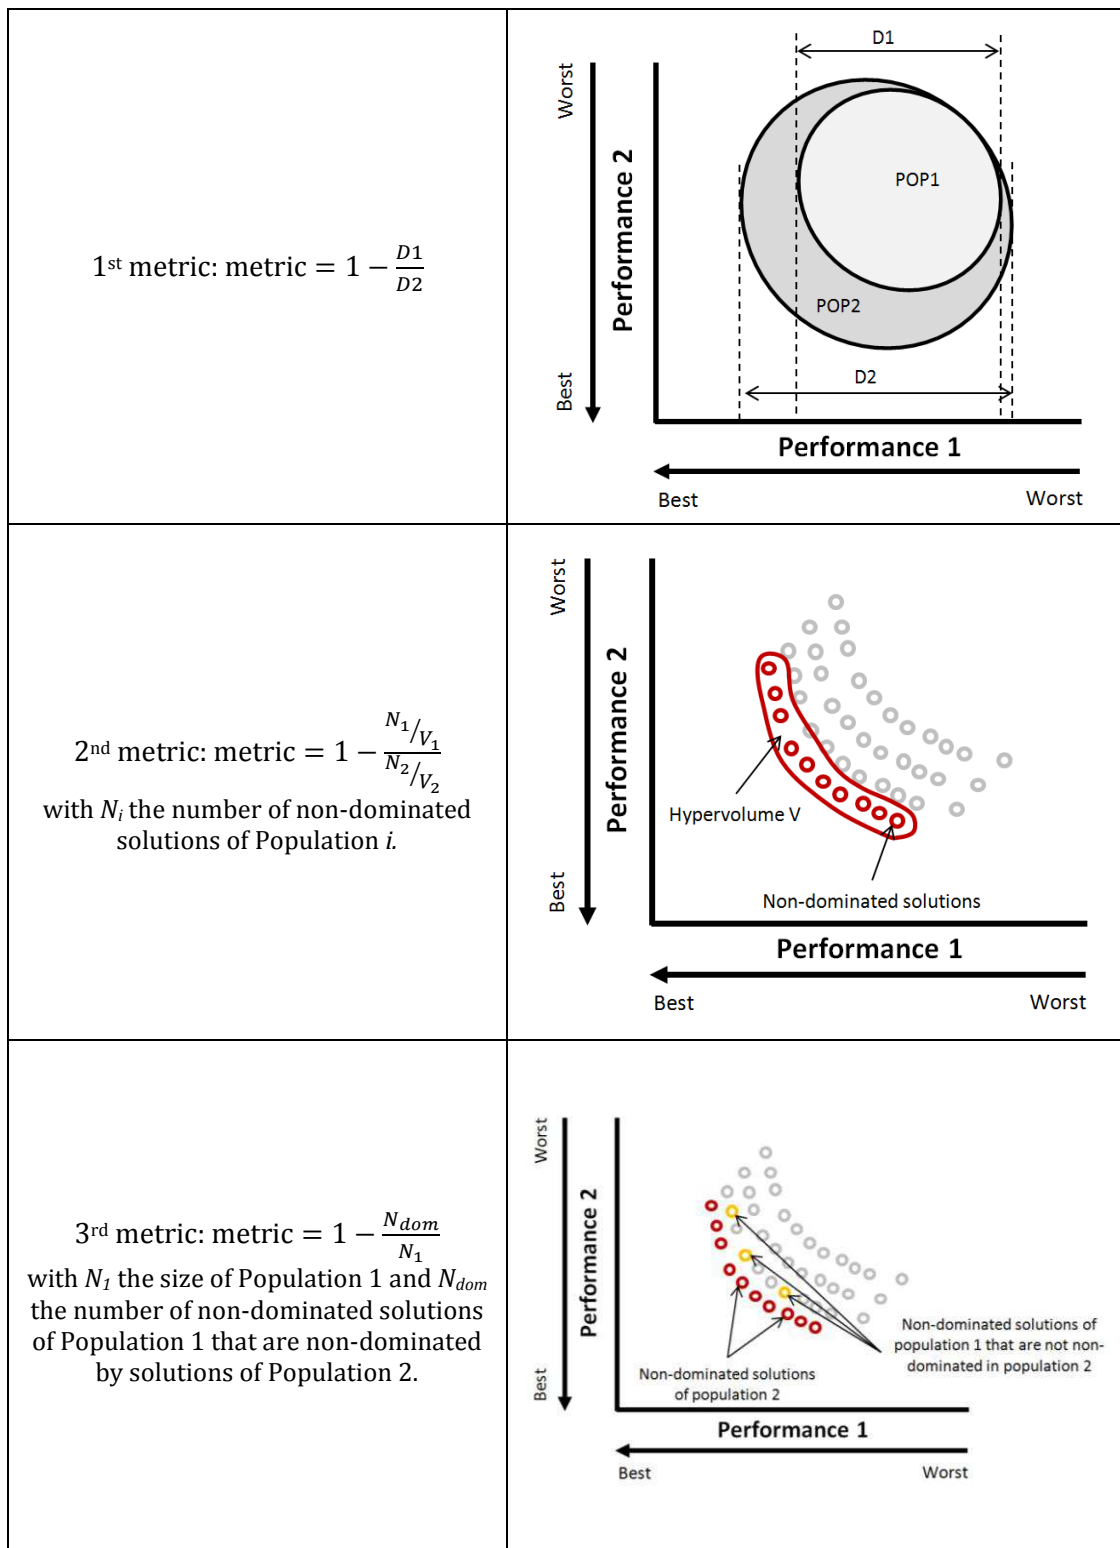 1st metric: metric = 1 − D1/D2
D1
Worst
Performance 2
POP1
POP2
D2
Best
Performance 1
Best
Worst
2nd metric: metric = 1 − (N1/V1)/(N2/V2)
with Ni the number of non-dominated
solutions of Population i.
Worst
Performance 2
Hypervolume V
Best
Non-dominated solutions
Performance 1
Best
Worst
3rd metric: metric = 1 − Ndom/N1
with N1 the size of Population 1 and Ndom
the number of non-dominated solutions
of Population 1 that are non-dominated
by solutions of Population 2.
Worst
Performance 2
Non-dominated solutions of
population 1 that are not non-
dominated in population 2
Non-dominated solutions
of population 2
Best
Performance 1
Best
Worst